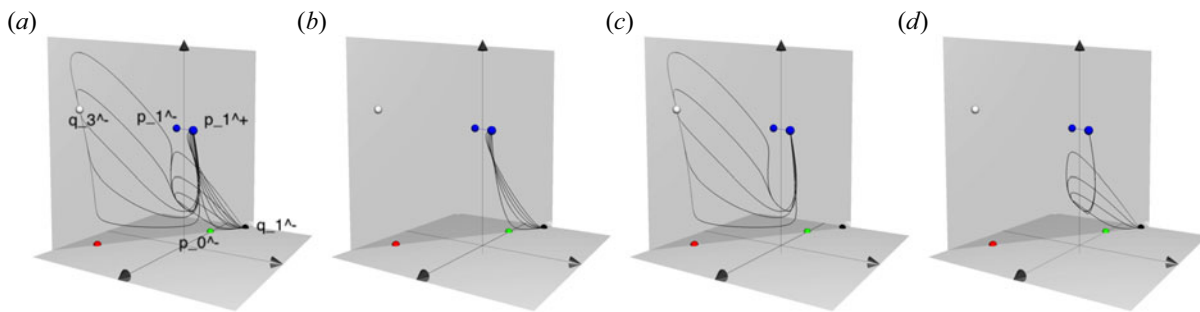 (a)
(b)
(c)
(d)
q_3^-
p_1^-
p_1^+
q_1^-
p_0^-